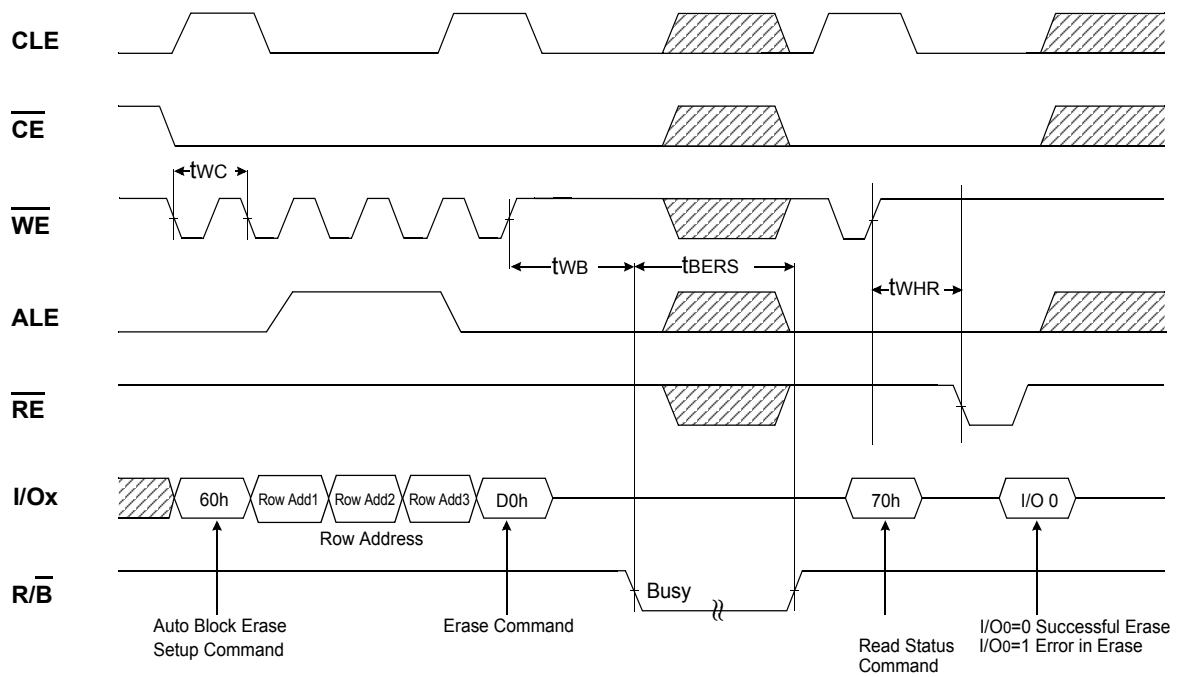 CLE
CE
tWC
WE
tWB
tBERS
tWHR
ALE
RE
I/Ox
60h
Row Add1
Row Add2
Row Add3
D0h
70h
I/O 0
Row Address
R/B
Busy
Auto Block Erase
Setup Command
Erase Command
Read Status
Command
I/O0=0 Successful Erase
I/O0=1 Error in Erase